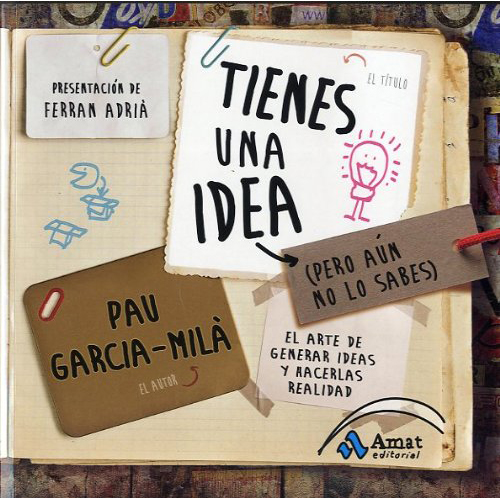 PRESENTACIÓN DE
FERRAN ADRIÀ
EL TÍTULO
TIENES
UNA
IDEA
(PERO AÚN
NO LO SABES)
PAU
GARCIA-MILÀ
EL AUTOR
EL ARTE DE
GENERAR IDEAS
Y HACERLAS
REALIDAD
Amat
editorial